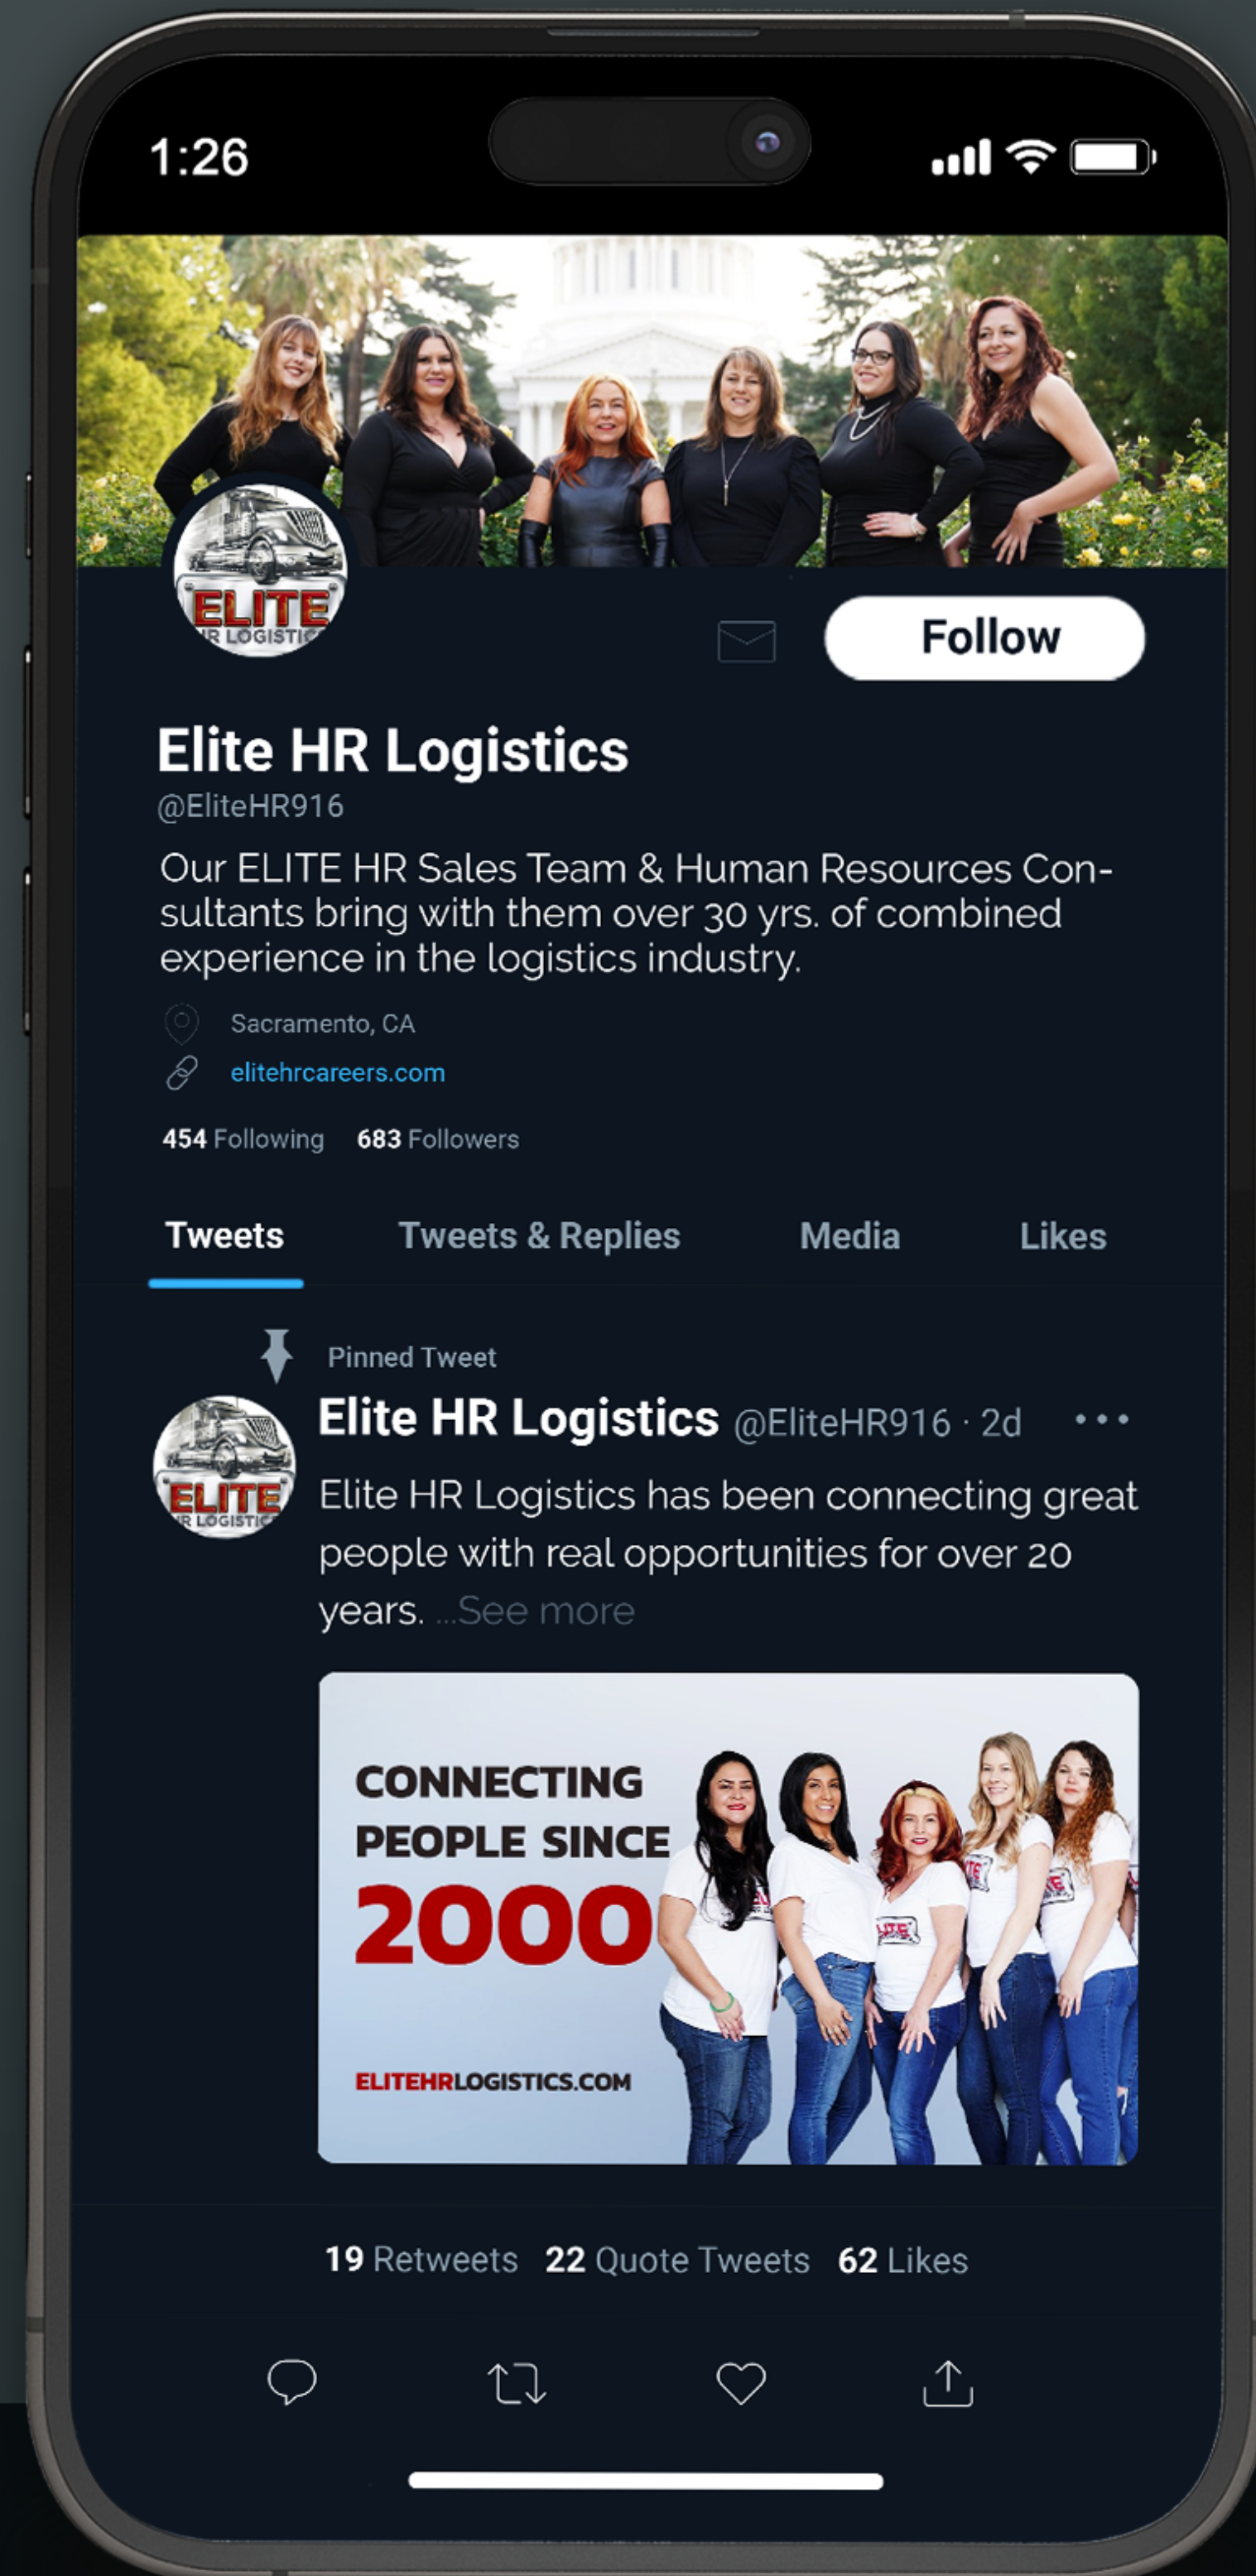 1:26
ELITE
HR LOGISTIC
Follow
Elite HR Logistics
@EliteHR916
Our ELITE HR Sales Team & Human Resources Con-
sultants bring with them over 30 yrs. of combined
experience in the logistics industry.
Sacramento, CA
elitehrcareers.com
454 Following 683 Followers
Tweets Tweets & Replies Media Likes
Pinned Tweet
Elite HR Logistics @EliteHR916 · 2d
ELITE
R LOGISTIC
Elite HR Logistics has been connecting great
people with real opportunities for over 20
years. ...See more
CONNECTING
PEOPLE SINCE
2000
ELITEHRLOGISTICS.COM
19 Retweets 22 Quote Tweets 62 Likes